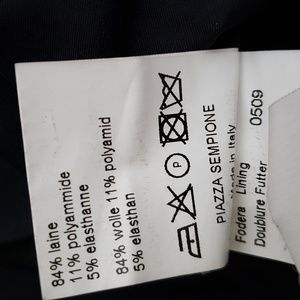 84% laine
11% polyammide
5% elasthanne
84% wolle 11% polyamid
5% elasthan
P
PIAZZA SEMPIONE
Made in Italy
Fodera Lining
Doublure Futter
0509